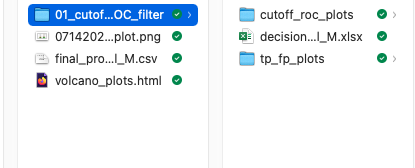 01_cutof...OC_filter
0714202...plot.png
final_pro...l_M.csv
volcano_plots.html
cutoff_roc_plots
decision...l_M.xlsx
tp_fp_plots